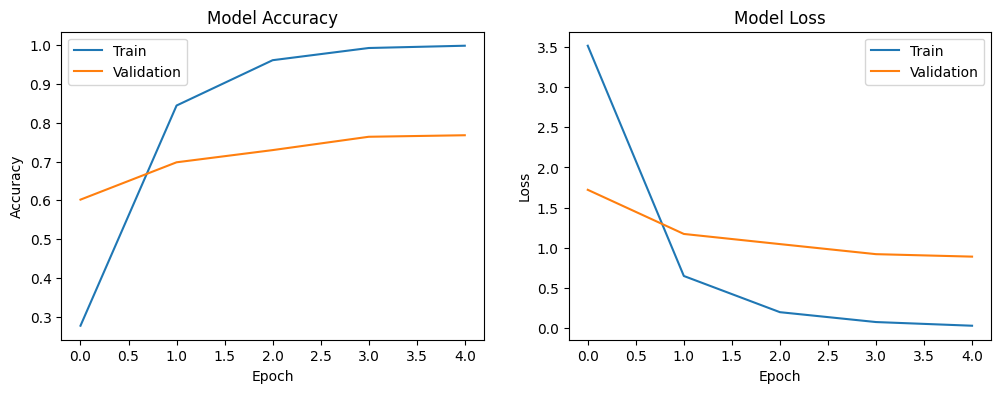 Model Accuracy
Train
Validation
1.0
0.9
0.8
0.7
0.6
0.5
0.4
0.3
Accuracy
0.0 0.5 1.0 1.5 2.0 2.5 3.0 3.5 4.0
Epoch
Model Loss
Train
Validation
3.5
3.0
2.5
2.0
1.5
1.0
0.5
0.0
Loss
0.0 0.5 1.0 1.5 2.0 2.5 3.0 3.5 4.0
Epoch